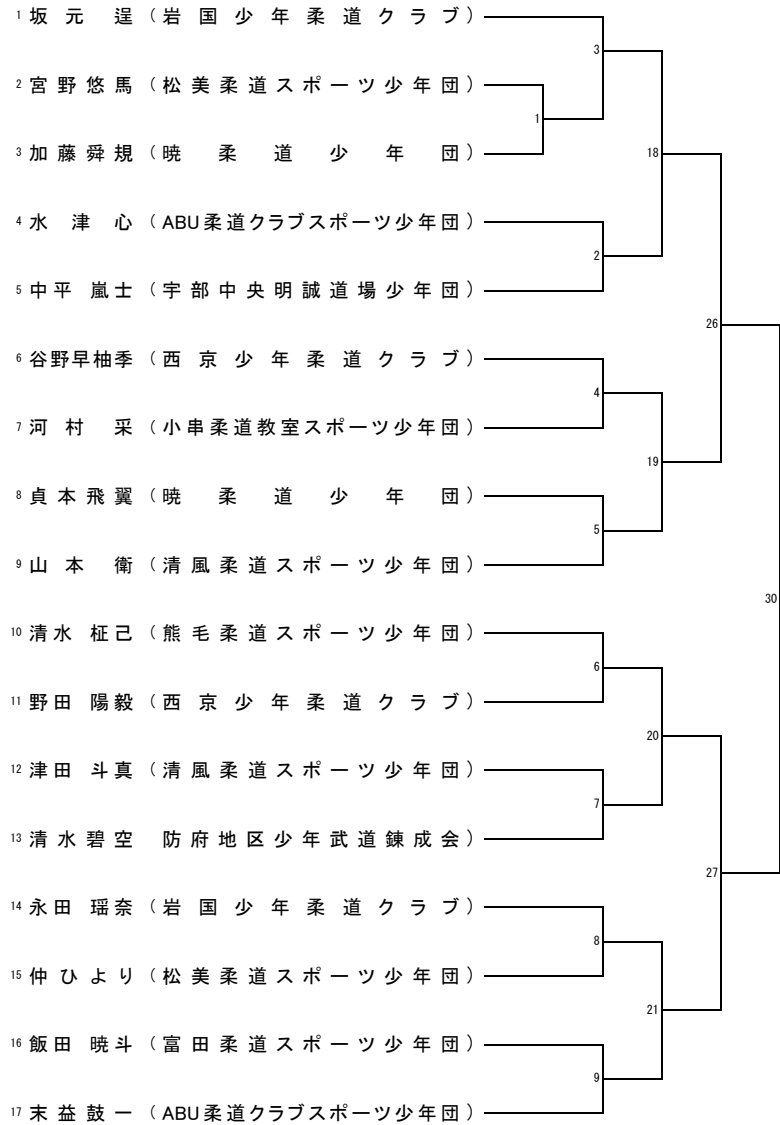 1 坂元 逞 (岩国少年柔道クラブ)
3
2 宮野悠馬 (松美柔道スポーツ少年団)
1
3 加藤舜規 (暁柔道少年団)
18
4 水津 心 (ABU柔道クラブスポーツ少年団)
2
5 中平 嵐士 (宇部中央明誠道場少年団)
26
6 谷野早柚季 (西京少年柔道クラブ)
4
7 河村 采 (小串柔道教室スポーツ少年団)
19
8 貞本飛翼 (暁柔道少年団)
5
9 山本 衛 (清風柔道スポーツ少年団)
30
10 清水 柾己 (熊毛柔道スポーツ少年団)
6
11 野田 陽毅 (西京少年柔道クラブ)
20
12 津田 斗真 (清風柔道スポーツ少年団)
7
13 清水碧空 防府地区少年武道錬成会)
27
14 永田 瑶奈 (岩国少年柔道クラブ)
8
15 仲ひより (松美柔道スポーツ少年団)
21
16 飯田 暁斗 (富田柔道スポーツ少年団)
9
17 末益鼓一 (ABU柔道クラブスポーツ少年団)